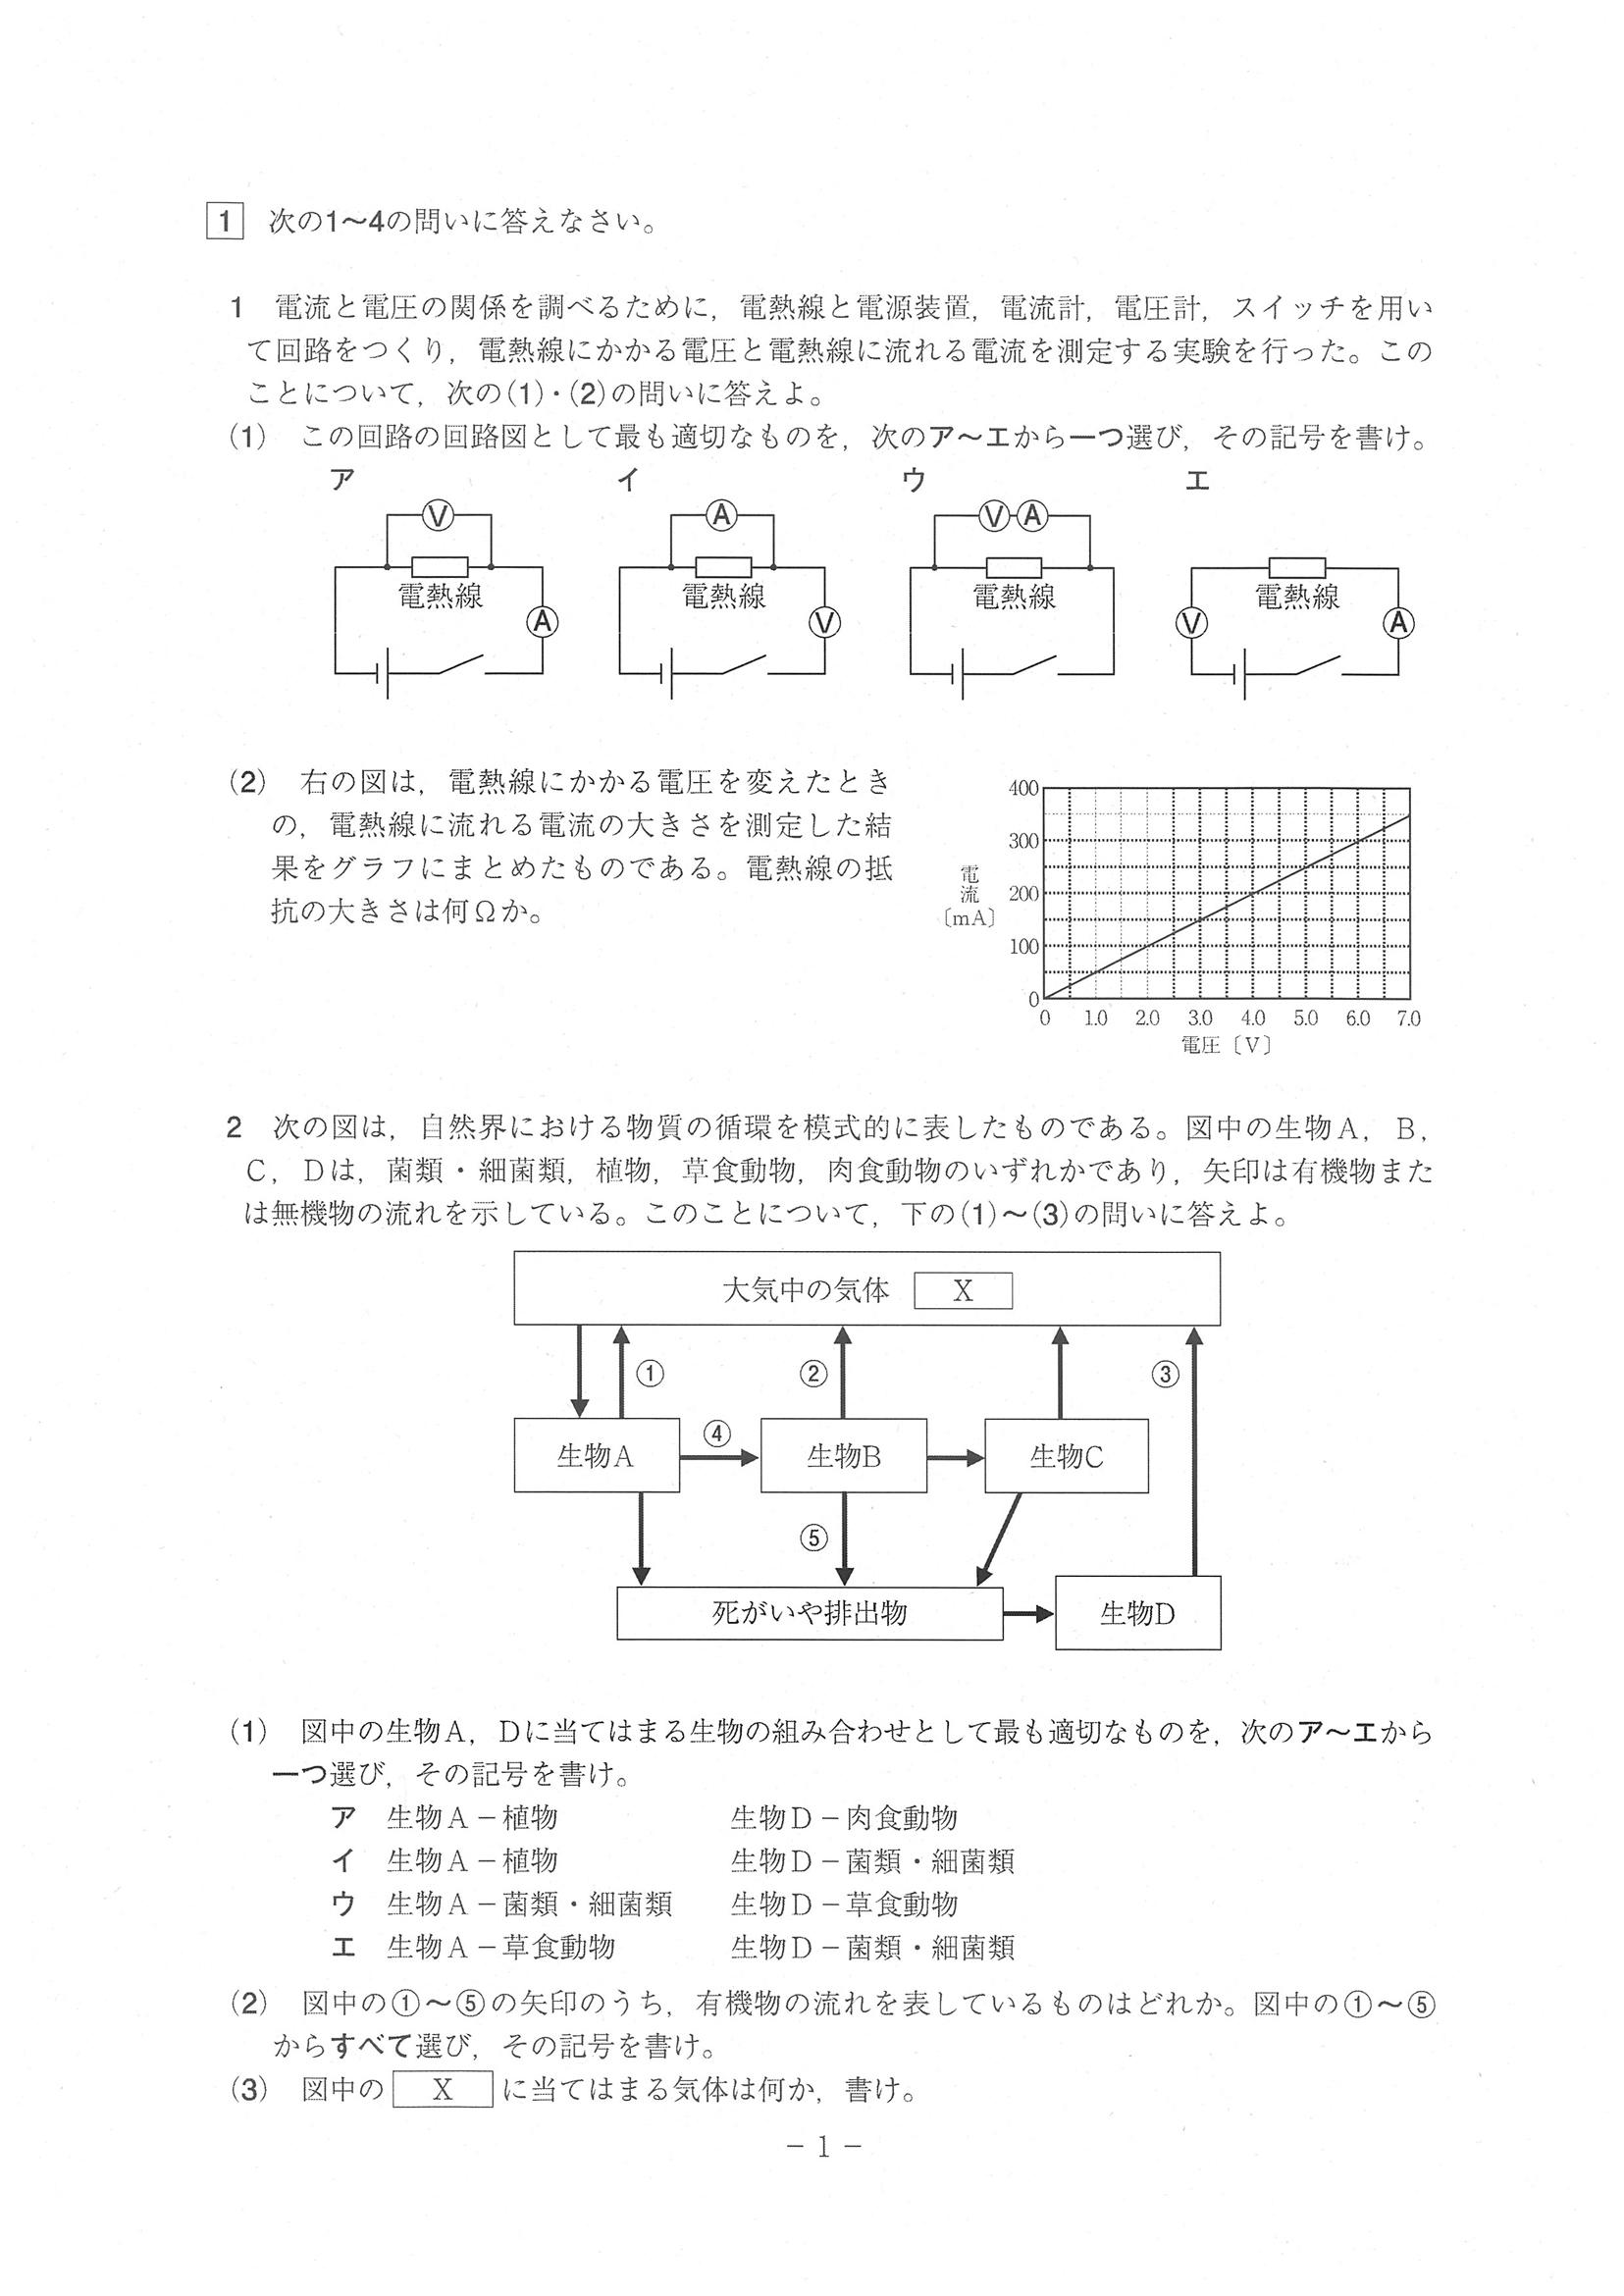 1 次の1〜4の問いに答えなさい。
1 電流と電圧の関係を調べるために，電熱線と電源装置，電流計，電圧計，スイッチを用い
て回路をつくり，電熱線にかかる電圧と電熱線に流れる電流を測定する実験を行った。この
ことについて，次の(1)・(2)の問いに答えよ。
(1) この回路の回路図として最も適切なものを，次のア〜エから一つ選び，その記号を書け。
ア イ ウ エ
V A V A
電熱線 電熱線 電熱線 電熱線
A V V A
(2) 右の図は，電熱線にかかる電圧を変えたとき
の，電熱線に流れる電流の大きさを測定した結
果をグラフにまとめたものである。電熱線の抵
抗の大きさは何Ωか。
400
300
電流〔mA〕
200
100
0
0 1.0 2.0 3.0 4.0 5.0 6.0 7.0
電圧〔V〕
2 次の図は，自然界における物質の循環を模式的に表したものである。図中の生物A，B，
C，Dは，菌類・細菌類，植物，草食動物，肉食動物のいずれかであり，矢印は有機物また
は無機物の流れを示している。このことについて，下の(1)〜(3)の問いに答えよ。
大気中の気体 X
① ② ③
④
生物A 生物B 生物C
⑤
死がいや排出物 生物D
(1) 図中の生物A，Dに当てはまる生物の組み合わせとして最も適切なものを，次のア〜エから
一つ選び，その記号を書け。
ア 生物A－植物 生物D－肉食動物
イ 生物A－植物 生物D－菌類・細菌類
ウ 生物A－菌類・細菌類 生物D－草食動物
エ 生物A－草食動物 生物D－菌類・細菌類
(2) 図中の①〜⑤の矢印のうち，有機物の流れを表しているものはどれか。図中の①〜⑤
からすべて選び，その記号を書け。
(3) 図中の X に当てはまる気体は何か，書け。
－ 1 －